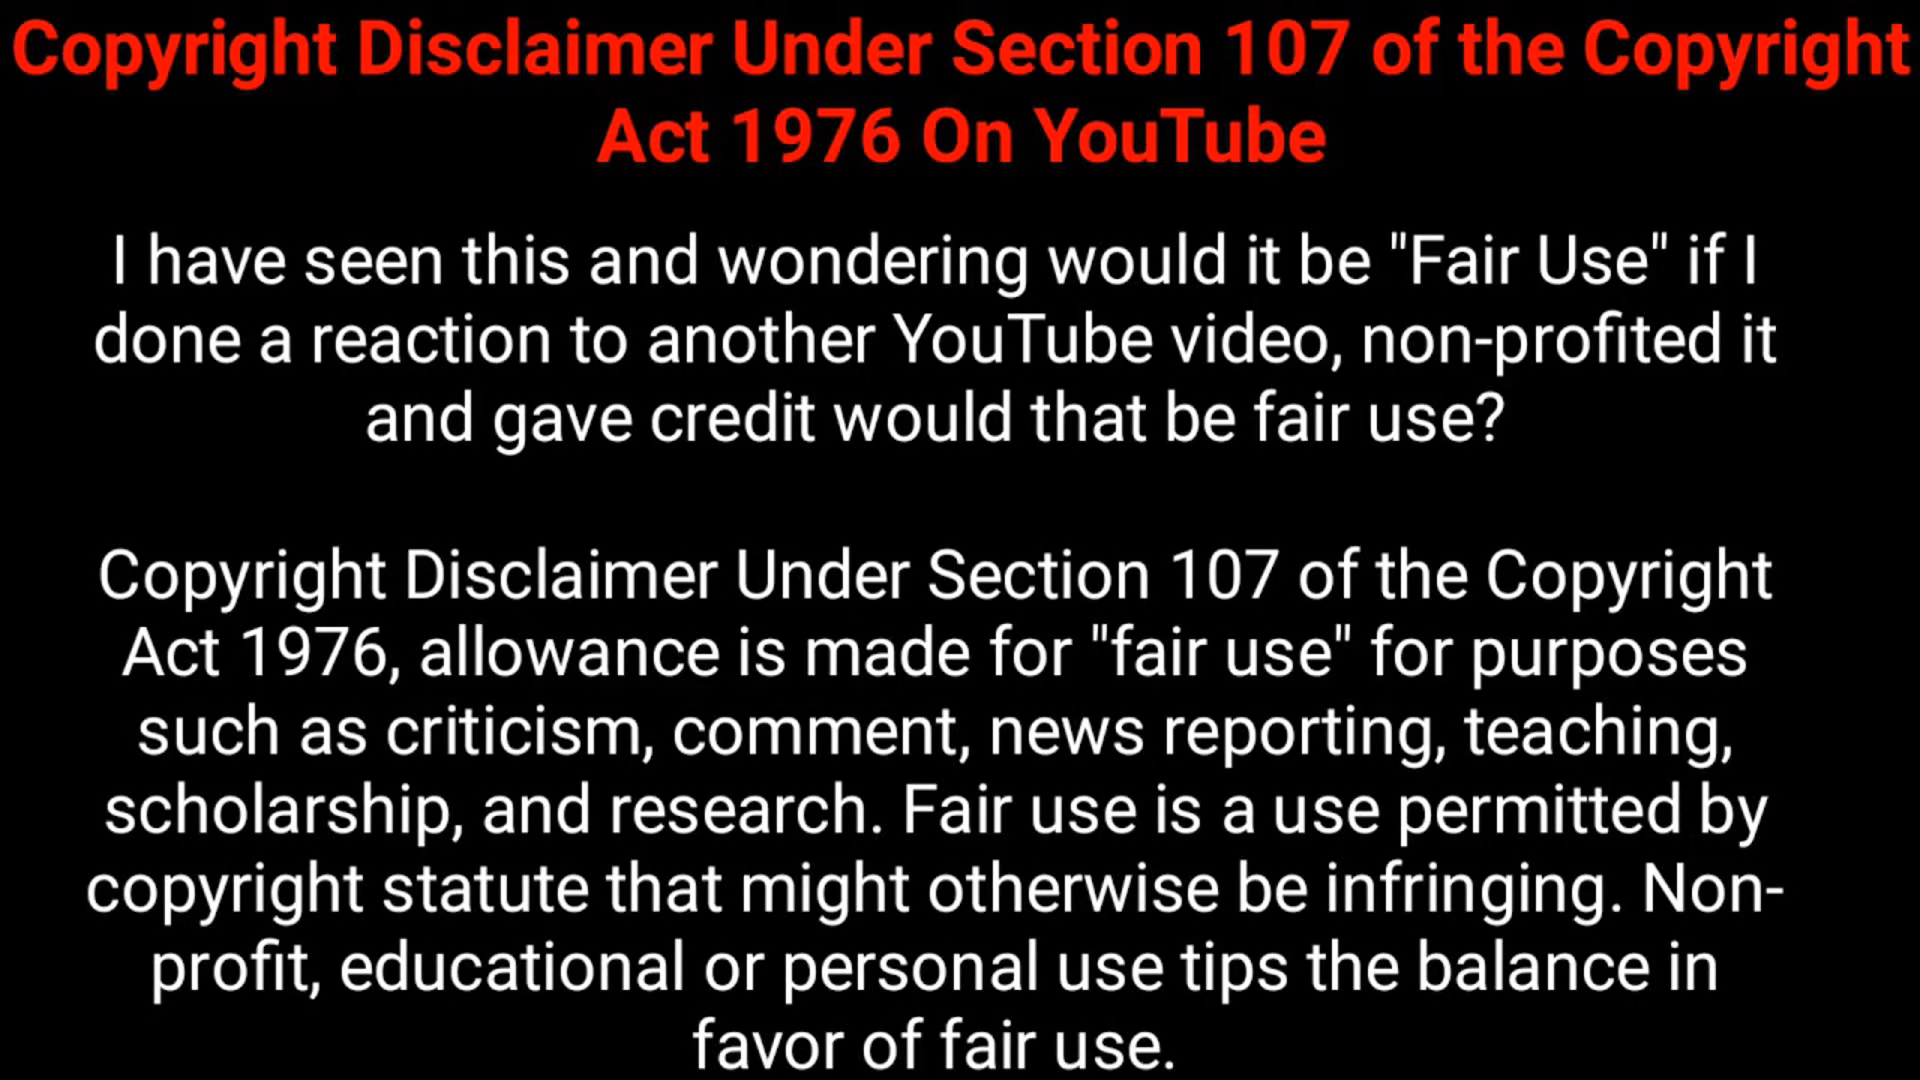 Copyright Disclaimer Under Section 107 of the Copyright
Act 1976 On YouTube
I have seen this and wondering would it be "Fair Use" if I
done a reaction to another YouTube video, non-profited it
and gave credit would that be fair use?
Copyright Disclaimer Under Section 107 of the Copyright
Act 1976, allowance is made for "fair use" for purposes
such as criticism, comment, news reporting, teaching,
scholarship, and research. Fair use is a use permitted by
copyright statute that might otherwise be infringing. Non-
profit, educational or personal use tips the balance in
favor of fair use.